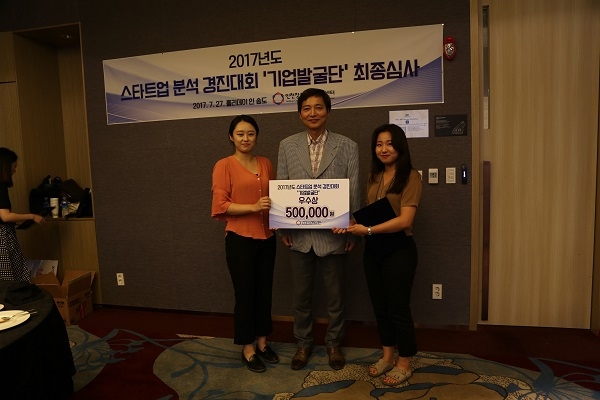 2017년도
스타트업 분석 경진대회 '기업발굴단' 최종심사
2017. 7. 27. 홀리데이 인 송도
2017년도 스타트업 분석 경진대회
'기업발굴단'
우수상
500,000원